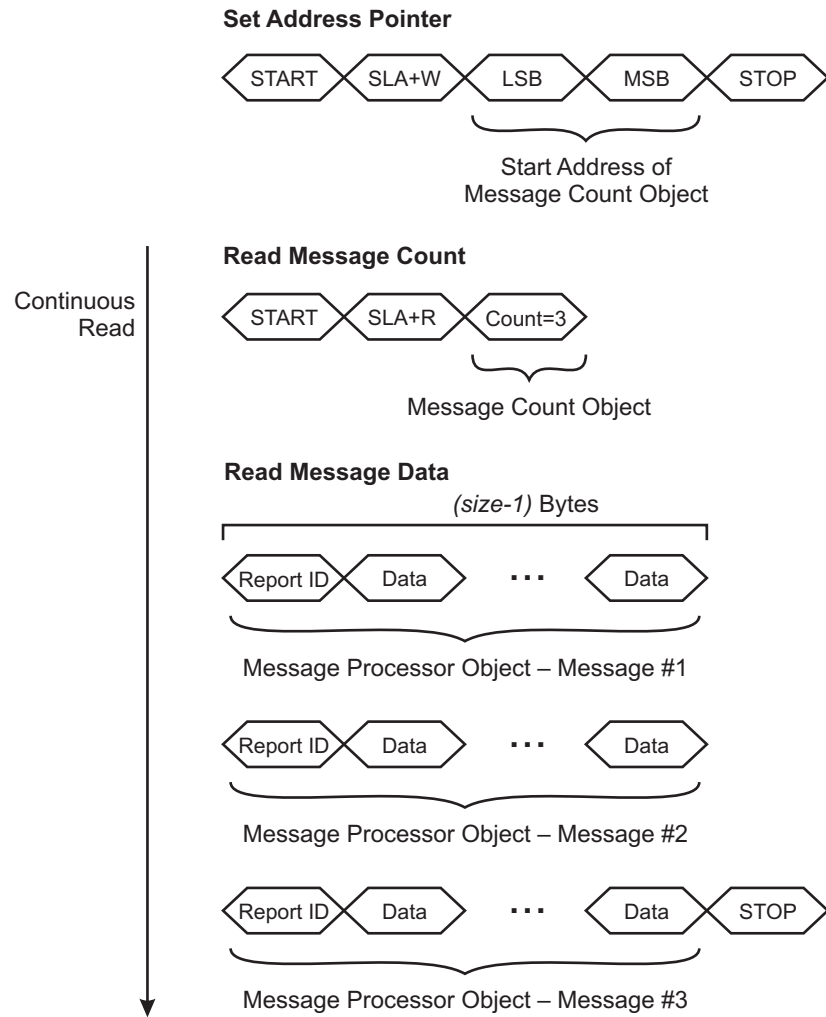 Set Address Pointer
START SLA+W LSB MSB STOP
Start Address of
Message Count Object
Read Message Count
Continuous
Read
START SLA+R Count=3
Message Count Object
Read Message Data
(size-1) Bytes
Report ID Data ... Data
Message Processor Object – Message #1
Report ID Data ... Data
Message Processor Object – Message #2
Report ID Data ... Data STOP
Message Processor Object – Message #3